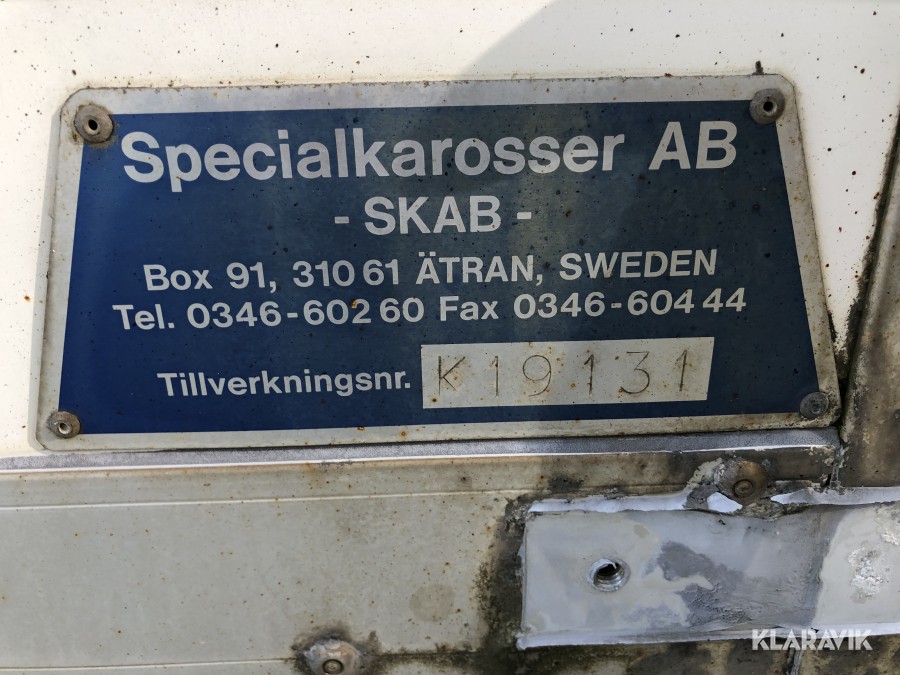 Specialkarosser AB
- SKAB -
Box 91, 310 61 ÄTRAN, SWEDEN
Tel. 0346-602 60 Fax 0346-604 44
Tillverkningsnr. K19131
KLARAVIK